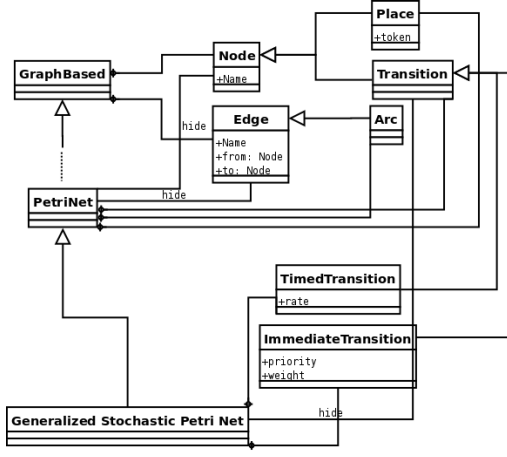 Place
+token
Node
+Name
GraphBased
Transition
hide
Edge
+Name
+from: Node
+to: Node
Arc
hide
PetriNet
TimedTransition
+rate
ImmediateTransition
+priority
+weight
hide
Generalized Stochastic Petri Net